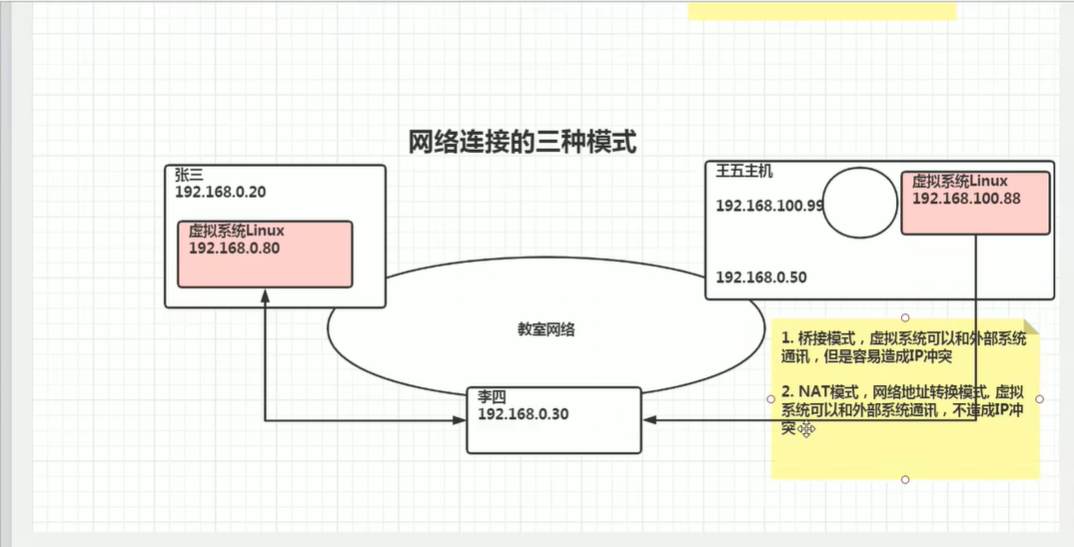 网络连接的三种模式
张三
192.168.0.20
虚拟系统Linux
192.168.0.80
王五主机
192.168.100.99
虚拟系统Linux
192.168.100.88
192.168.0.50
教室网络
李四
192.168.0.30
1. 桥接模式，虚拟系统可以和外部系统
通讯，但是容易造成IP冲突
2. NAT模式，网络地址转换模式, 虚拟
系统可以和外部系统通讯，不造成IP冲
突